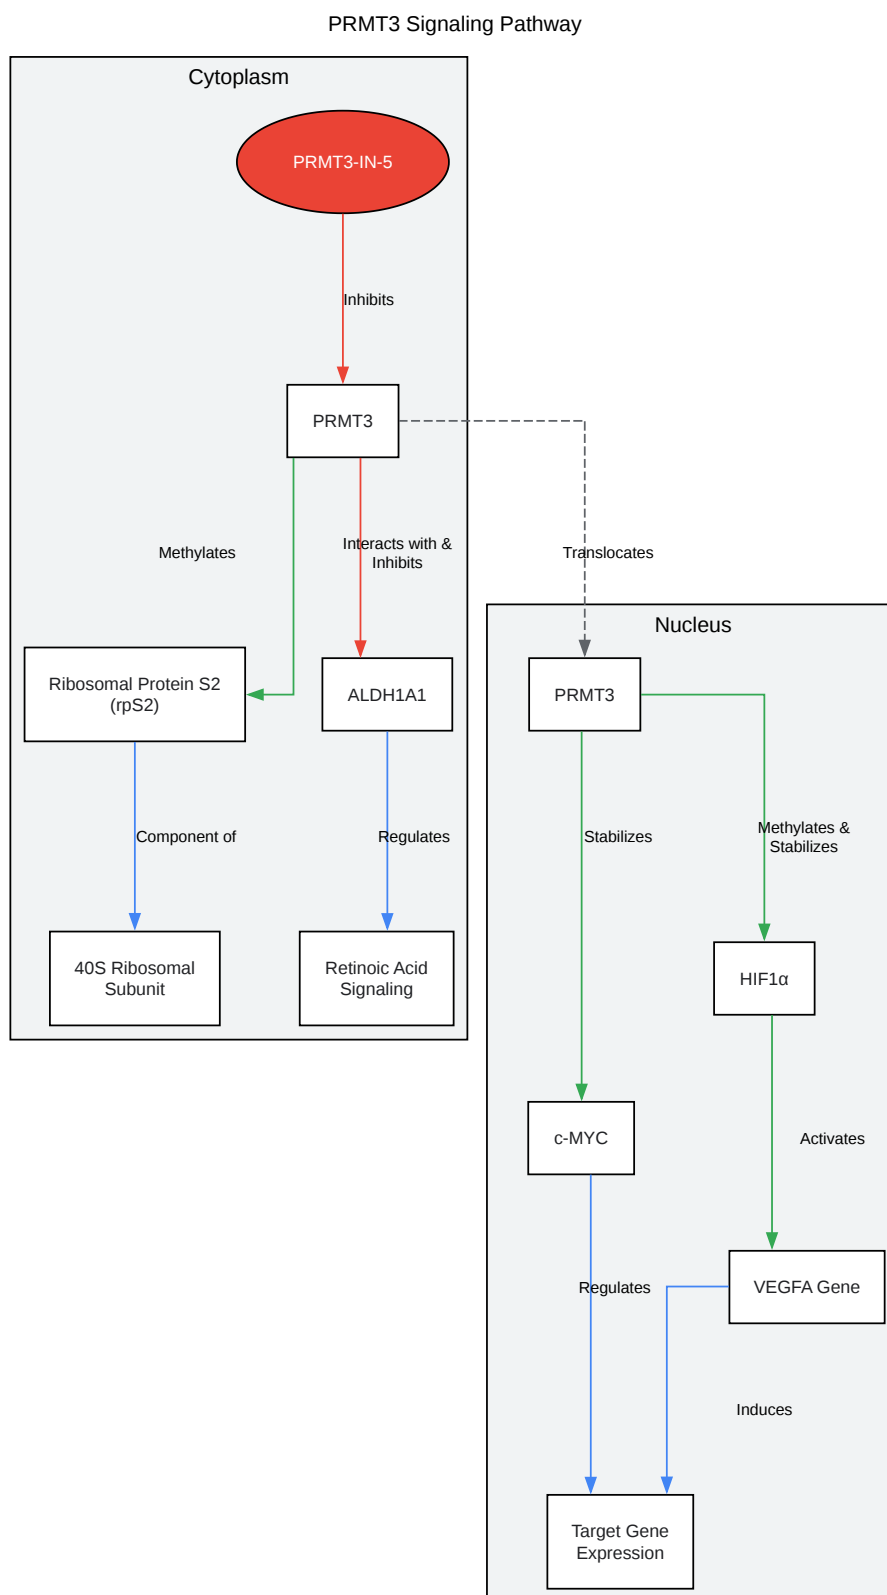 PRMT3 Signaling Pathway
Cytoplasm
PRMT3-IN-5
Inhibits
PRMT3
Methylates
Interacts with &
Inhibits
Translocates
Nucleus
Ribosomal Protein S2
(rpS2)
ALDH1A1
PRMT3
Component of
Regulates
Stabilizes
Methylates &
Stabilizes
40S Ribosomal
Subunit
Retinoic Acid
Signaling
HIF1α
c-MYC
Activates
Regulates
VEGFA Gene
Induces
Target Gene
Expression